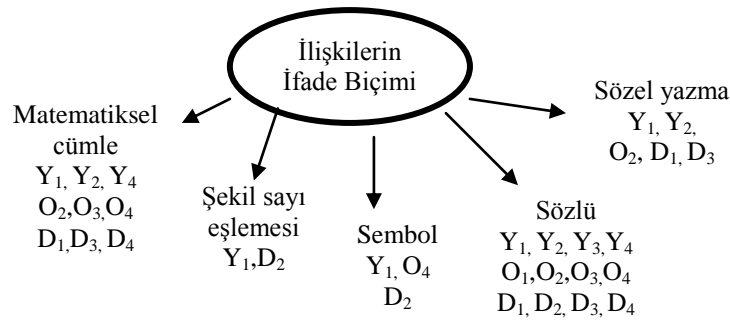 İlişkilerin
İfade Biçimi
Matematiksel
cümle
Y₁, Y₂, Y₄
O₂,O₃,O₄
D₁,D₃, D₄
Şekil sayı
eşlemesi
Y₁,D₂
Sembol
Y₁, O₄
D₂
Sözlü
Y₁, Y₂, Y₃,Y₄
O₁,O₂,O₃,O₄
D₁, D₂, D₃, D₄
Sözel yazma
Y₁, Y₂,
O₂, D₁, D₃